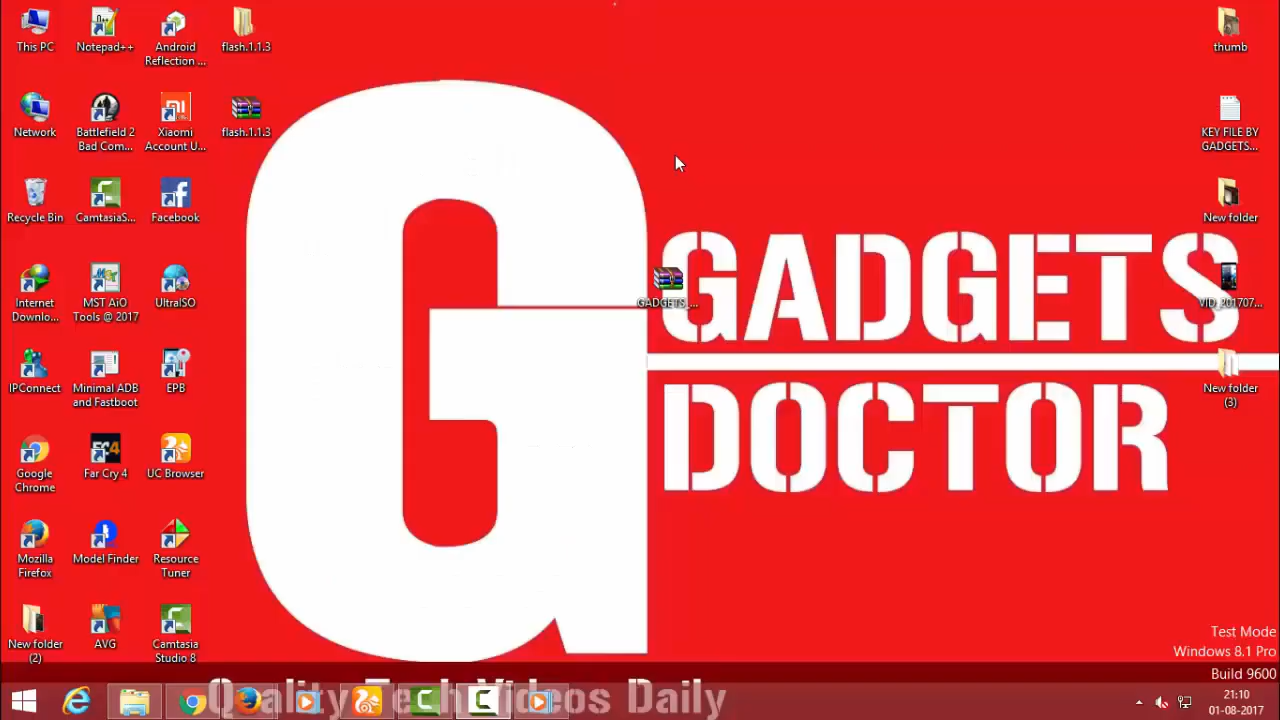 This PC
Notepad++
Android
Reflection ...
flash.1.1.3
thumb
Network
Battlefield 2
Bad Com...
Xiaomi
Account U...
flash.1.1.3
KEY FILE BY
GADGETS...
Recycle Bin
CamtasiaS...
Facebook
New folder
Internet
Downlo...
MST AiO
Tools @ 2017
UltraISO
GADGETS_...
VID_201707...
IPConnect
Minimal ADB
and Fastboot
EPB
New folder
(3)
Google
Chrome
Far Cry 4
UC Browser
Mozilla
Firefox
Model Finder
Resource
Tuner
New folder
(2)
AVG
Camtasia
Studio 8
GADGETS
DOCTOR
Test Mode
Windows 8.1 Pro
Build 9600
Quality Tech Videos Daily
21:10
01-08-2017